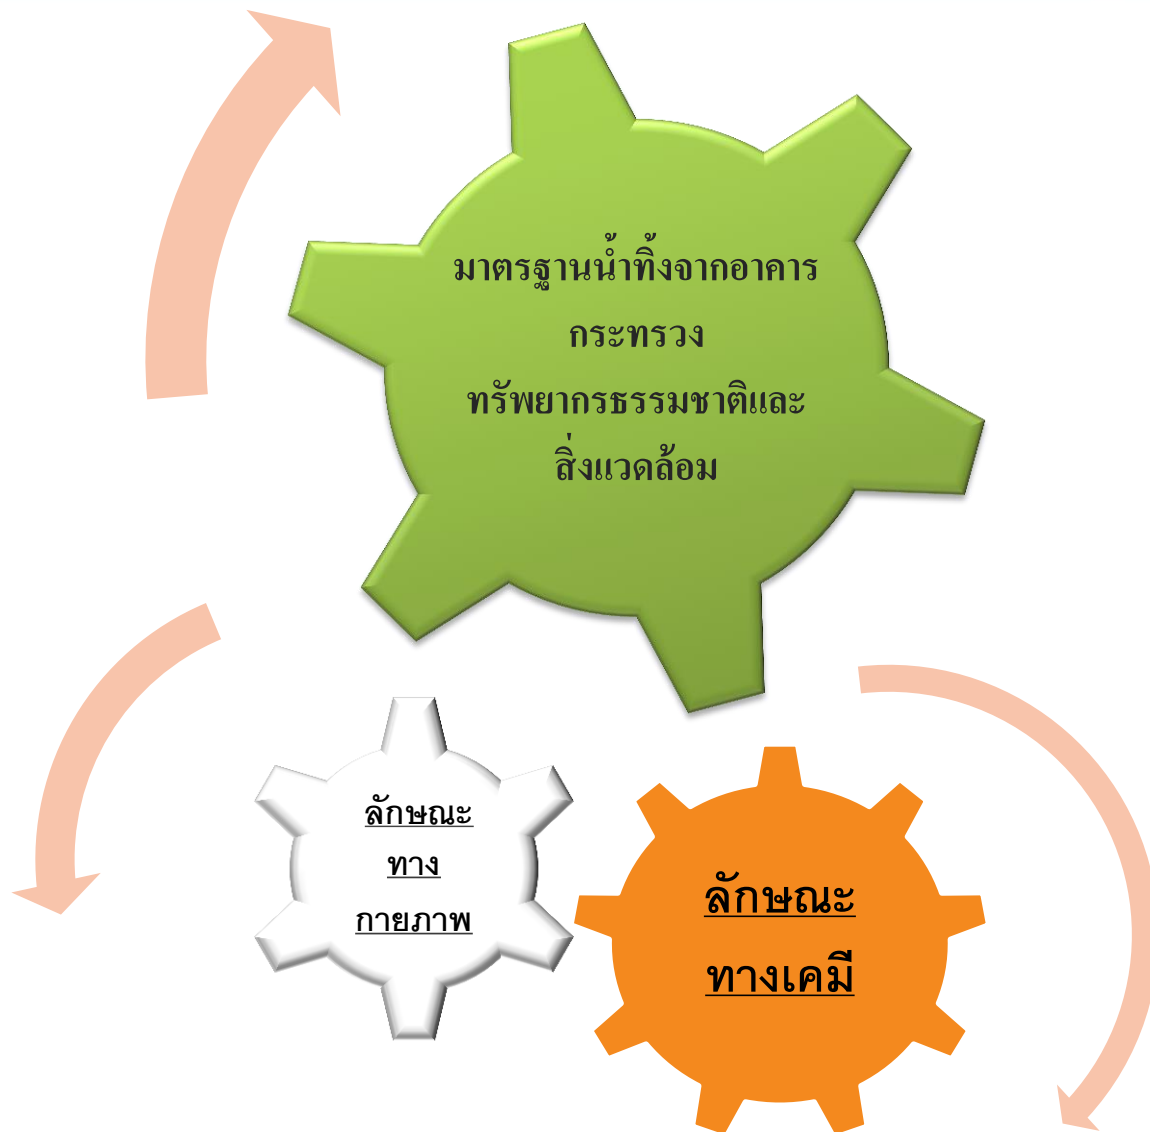 มาตรฐานน้ำทิ้งจากอาคาร
กระทรวง
ทรัพยากรธรรมชาติและ
สิ่งแวดล้อม
ลักษณะ
ทาง
กายภาพ
ลักษณะ
ทางเคมี